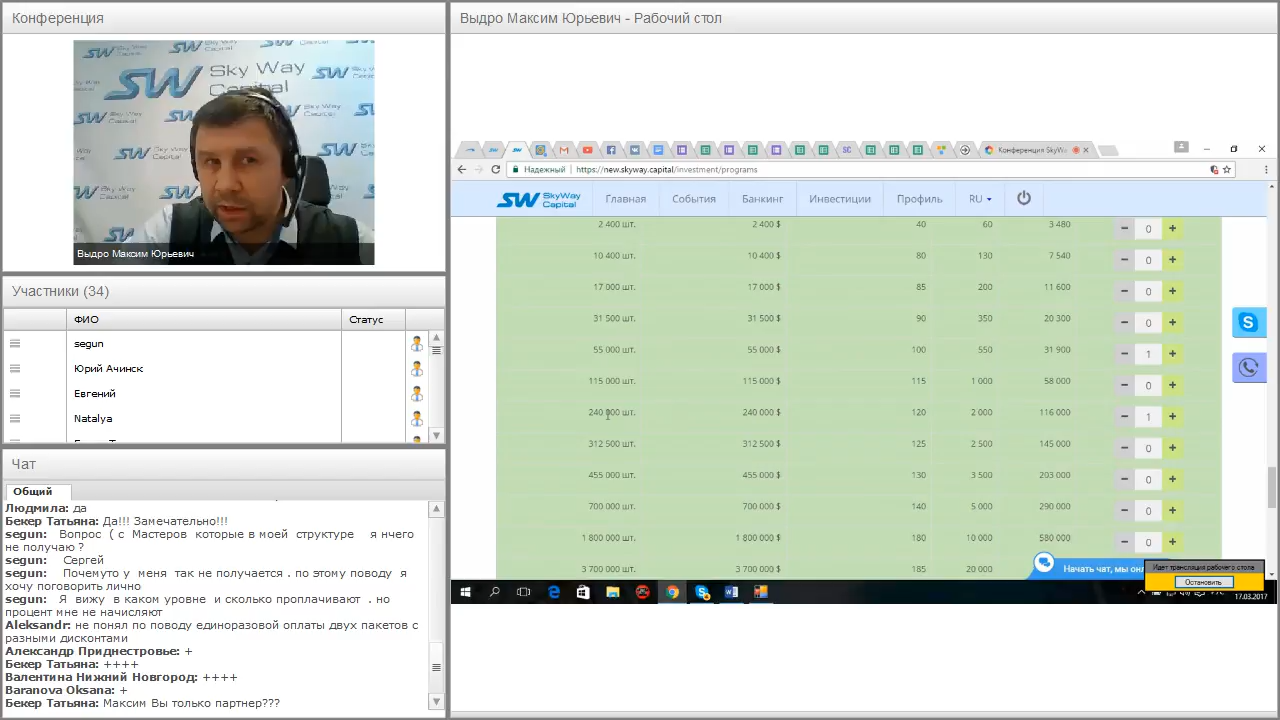 Конференция
Sky Way
Capital
Выдро Максим Юрьевич
Участники (34)
ФИО
Статус
segun
Юрий Ачинск
Евгений
Natalya
Чат
Общий
Людмила: да
Бекер Татьяна: Да!!! Замечательно!!!
segun: Вопрос ( с Мастеров которые в моей структуре я нчего
не получаю ?
segun: Сергей
segun: Почемуто у меня так не получается . по этому поводу я
хочу поговорить лично
segun: Я вижу в каком уровне и сколько проплачивают . но
процент мне не начисляют
Aleksandr: не понял по поводу единоразовой оплаты двух пакетов с
разными дисконтами
Александр Приднестровье: +
Бекер Татьяна: ++++
Валентина Нижний Новгород: ++++
Baranova Oksana: +
Бекер Татьяна: Максим Вы только партнер???
Выдро Максим Юрьевич - Рабочий стол
Конференция SkyWa
Надежный https://new.skyway.capital/investment/programs
SW SkyWay Capital Главная События Банкинг Инвестиции Профиль RU
2 400 шт. 2 400 $ 40 60 3 480 0
10 400 шт. 10 400 $ 80 130 7 540 0
17 000 шт. 17 000 $ 85 200 11 600 0
31 500 шт. 31 500 $ 90 350 20 300 0
55 000 шт. 55 000 $ 100 550 31 900 1
115 000 шт. 115 000 $ 115 1 000 58 000 0
240 000 шт. 240 000 $ 120 2 000 116 000 1
312 500 шт. 312 500 $ 125 2 500 145 000 0
455 000 шт. 455 000 $ 130 3 500 203 000 0
700 000 шт. 700 000 $ 140 5 000 290 000 0
1 800 000 шт. 1 800 000 $ 180 10 000 580 000 0
3 700 000 шт. 3 700 000 $ 185 20 000
Начать чат, мы онл
Идет трансляция рабочего стола
Остановить
17.03.2017